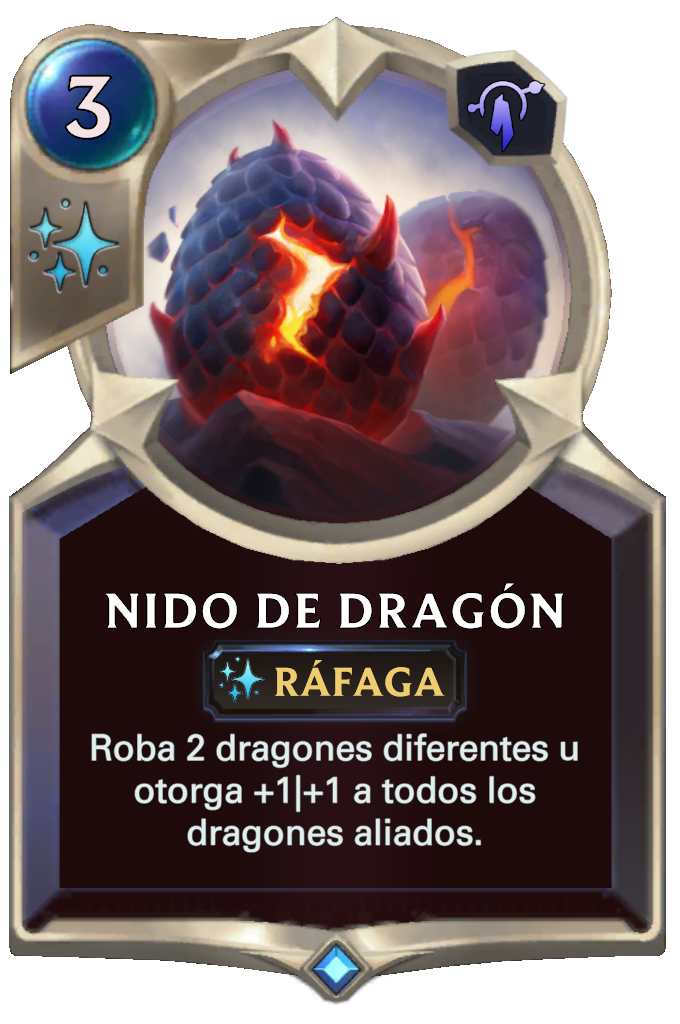 3
NIDO DE DRAGÓN
RÁFAGA
Roba 2 dragones diferentes u
otorga +1|+1 a todos los
dragones aliados.